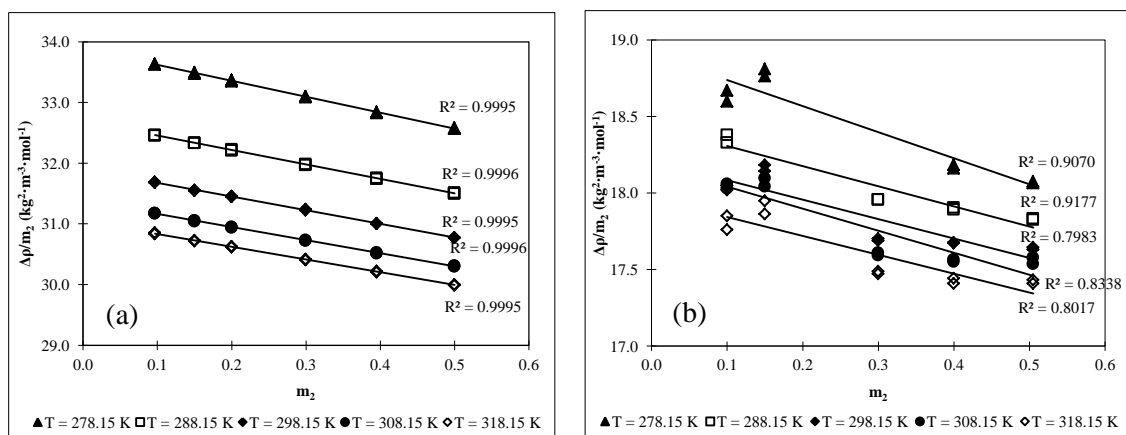 34.0
33.0
32.0
31.0
30.0
29.0
Δρ/m₂ (kg²·m⁻³·mol⁻¹)
R² = 0.9995
R² = 0.9996
R² = 0.9995
R² = 0.9996
R² = 0.9995
(a)
0.0 0.1 0.2 0.3 0.4 0.5 0.6
m₂
T = 278.15 K T = 288.15 K T = 298.15 K T = 308.15 K T = 318.15 K
19.0
18.5
18.0
17.5
17.0
Δρ/m₂ (kg²·m⁻³·mol⁻¹)
R² = 0.9070
R² = 0.9177
R² = 0.7983
R² = 0.8338
R² = 0.8017
(b)
0.0 0.1 0.2 0.3 0.4 0.5 0.6
m₂
T = 278.15 K T = 288.15 K T = 298.15 K T = 308.15 K T = 318.15 K